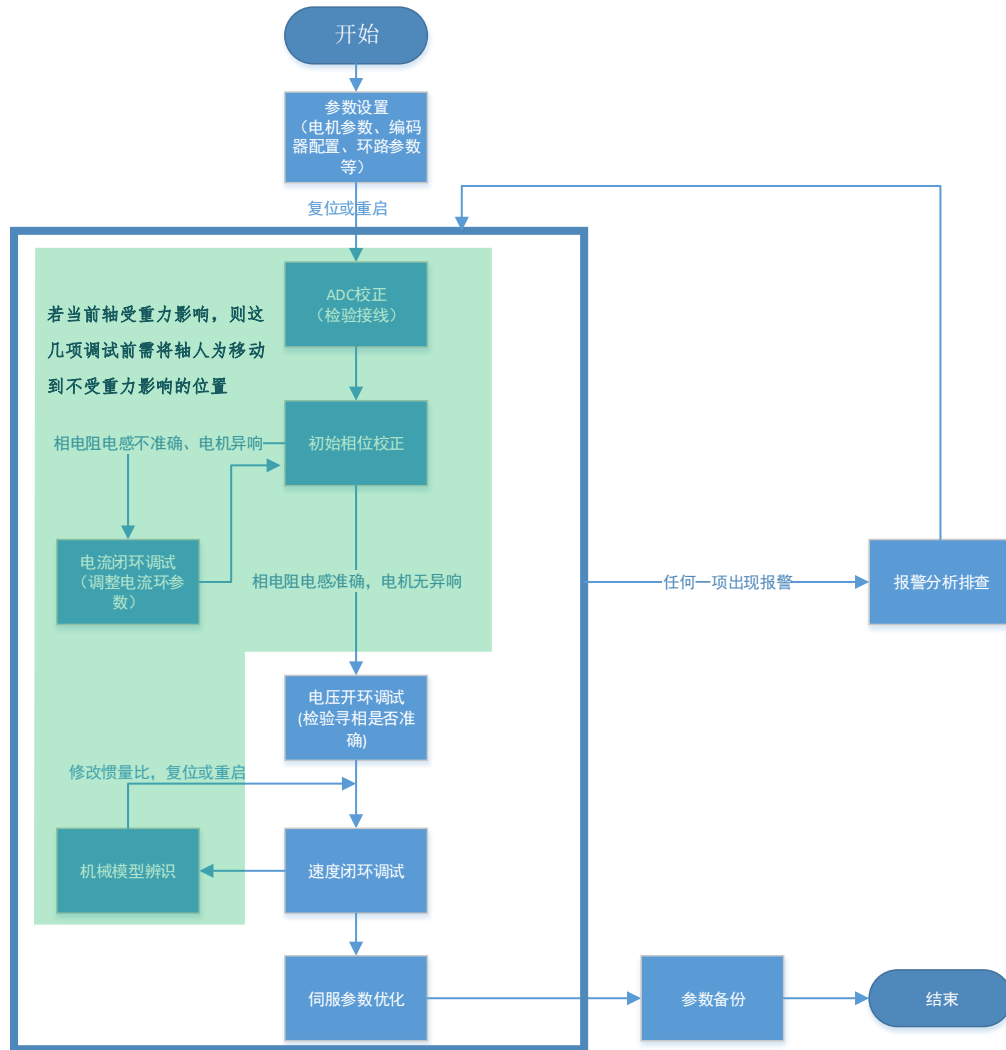 开始
参数设置
（电机参数、编码
器配置、环路参数
等）
复位或重启
ADC校正
（检验接线）
若当前轴受重力影响，则这
几项调试前需将轴人为移动
到不受重力影响的位置
相电阻电感不准确、电机异响
初始相位校正
电流闭环调试
（调整电流环参
数）
相电阻电感准确，电机无异响
任何一项出现报警
报警分析排查
电压开环调试
(检验寻相是否准
确)
修改惯量比，复位或重启
机械模型辨识
速度闭环调试
伺服参数优化
参数备份
结束